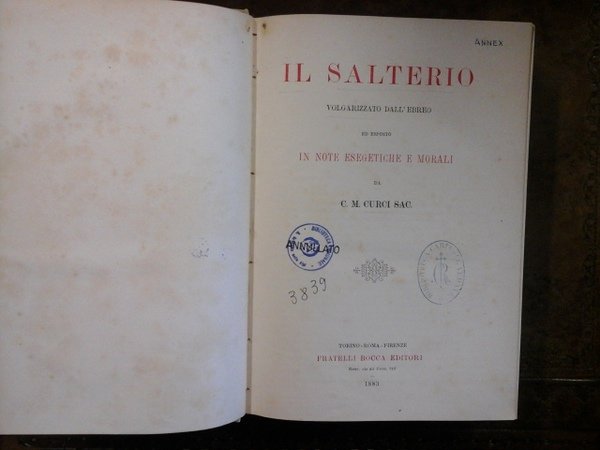 ANNEX
IL SALTERIO
VOLGARIZZATO DALL'EBREO
ED ESPOSTO
IN NOTE ESEGETICHE E MORALI
DA
C. M. CURCI SAC.
ANNULLATO
3839
TORINO-ROMA-FIRENZE
FRATELLI BOCCA EDITORI
1883